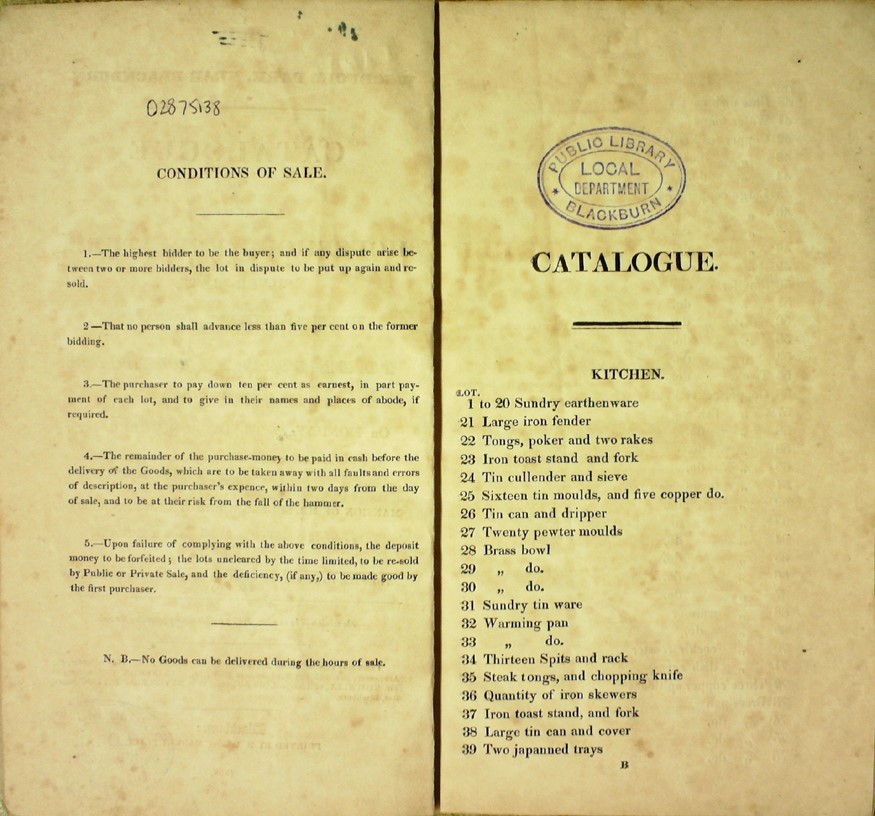 02875138
CONDITIONS OF SALE.
1.—The highest bidder to be the buyer; and if any dispute arise be-
tween two or more bidders, the lot in dispute to be put up again and re-
sold.
2—That no person shall advance less than five per cent on the former
bidding.
3.—The purchaser to pay down ten per cent as earnest, in part pay-
ment of each lot, and to give in their names and places of abode, if
required.
4.—The remainder of the purchase-money to be paid in cash before the
delivery of the Goods, which are to be taken away with all faults and errors
of description, at the purchaser's expence, within two days from the day
of sale, and to be at their risk from the fall of the hammer.
5.—Upon failure of complying with the above conditions, the deposit
money to be forfeited; the lots uncleared by the time limited, to be re-sold
by Public or Private Sale, and the deficiency, (if any,) to be made good by
the first purchaser.
N. B.—No Goods can be delivered during the hours of sale.
PUBLIC LIBRARY
LOCAL
DEPARTMENT
BLACKBURN
CATALOGUE.
KITCHEN.
LOT.
1 to 20 Sundry earthenware
21 Large iron fender
22 Tongs, poker and two rakes
23 Iron toast stand and fork
24 Tin cullender and sieve
25 Sixteen tin moulds, and five copper do.
26 Tin can and dripper
27 Twenty pewter moulds
28 Brass bowl
29 „ do.
30 „ do.
31 Sundry tin ware
32 Warming pan
33 „ do.
34 Thirteen Spits and rack
35 Steak tongs, and chopping knife
36 Quantity of iron skewers
37 Iron toast stand, and fork
38 Large tin can and cover
39 Two japanned trays
B